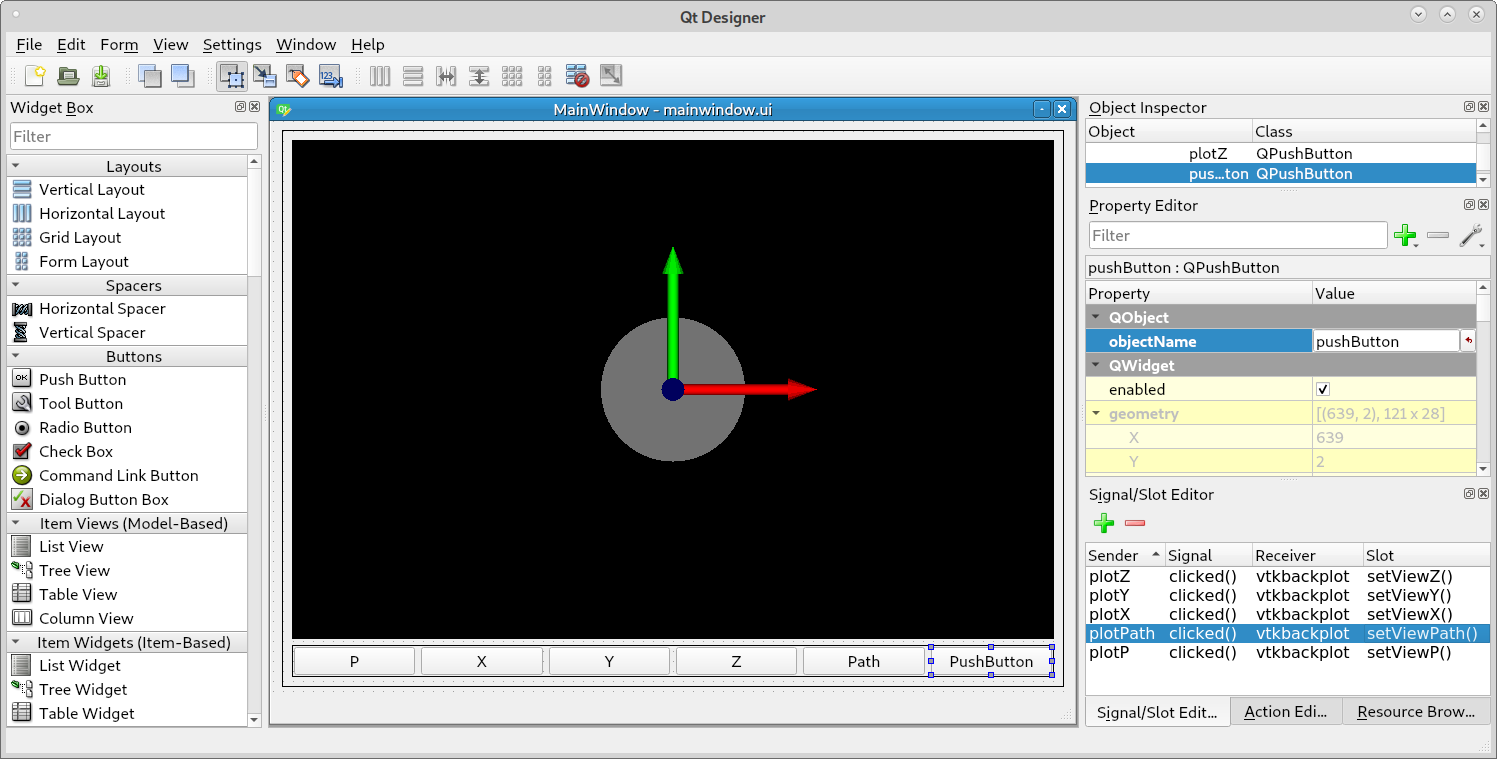 Qt Designer
File Edit Form View Settings Window Help
Widget Box
Filter
Layouts
Vertical Layout
Horizontal Layout
Grid Layout
Form Layout
Spacers
Horizontal Spacer
Vertical Spacer
Buttons
OK Push Button
Tool Button
Radio Button
Check Box
Command Link Button
Dialog Button Box
Item Views (Model-Based)
List View
Tree View
Table View
Column View
Item Widgets (Item-Based)
List Widget
Tree Widget
Table Widget
123
Qt MainWindow - mainwindow.ui
P X Y Z Path PushButton
Object Inspector
Object Class
plotZ QPushButton
pus...ton QPushButton
Property Editor
Filter
pushButton : QPushButton
Property Value
QObject
objectName pushButton
QWidget
enabled
geometry [(639, 2), 121 x 28]
X 639
Y 2
Signal/Slot Editor
Sender Signal Receiver Slot
plotZ clicked() vtkbackplot setViewZ()
plotY clicked() vtkbackplot setViewY()
plotX clicked() vtkbackplot setViewX()
plotPath clicked() vtkbackplot setViewPath()
plotP clicked() vtkbackplot setViewP()
Signal/Slot Edit... Action Edi... Resource Brow...